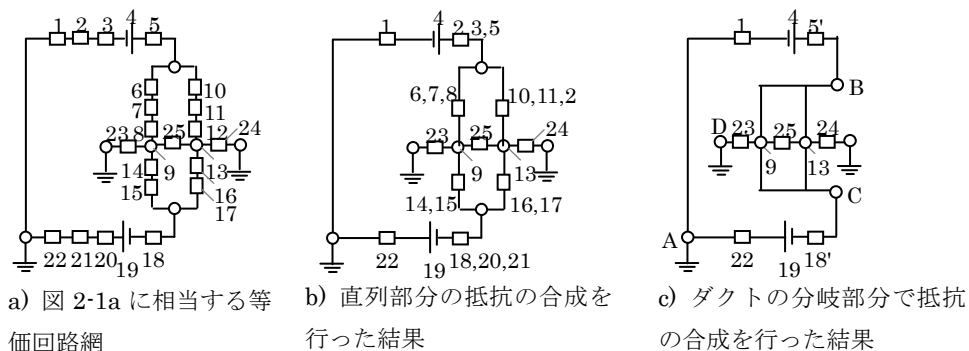 1 2 3 4 5
6 10
7 11
23 8 25 12 24
14 9 13
15 16
17
22 21 20 19 18
a) 図 2-1a に相当する等
価回路網
1 4 2,3,5
6,7,8 10,11,2
23 25 24
9 13
14,15 16,17
22 19 18,20,21
b) 直列部分の抵抗の合成を
行った結果
1 4 5'
B
D 23 25 24
9 13
C
A
22 19 18'
c) ダクトの分岐部分で抵抗
の合成を行った結果